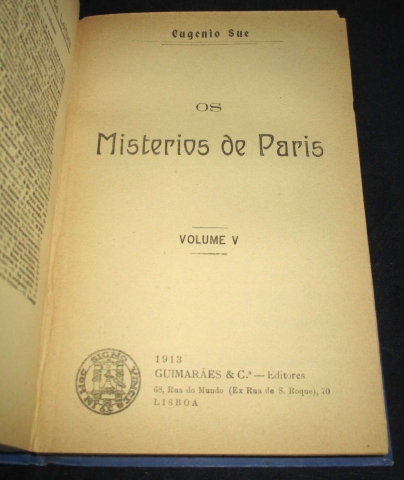 Eugenio Sue
OS
Misterios de Paris
VOLUME V
1913
GUIMARÃES & C.ª — Editores
68, Rua do Mundo (Ex Rua de S. Roque), 70
LISBOA